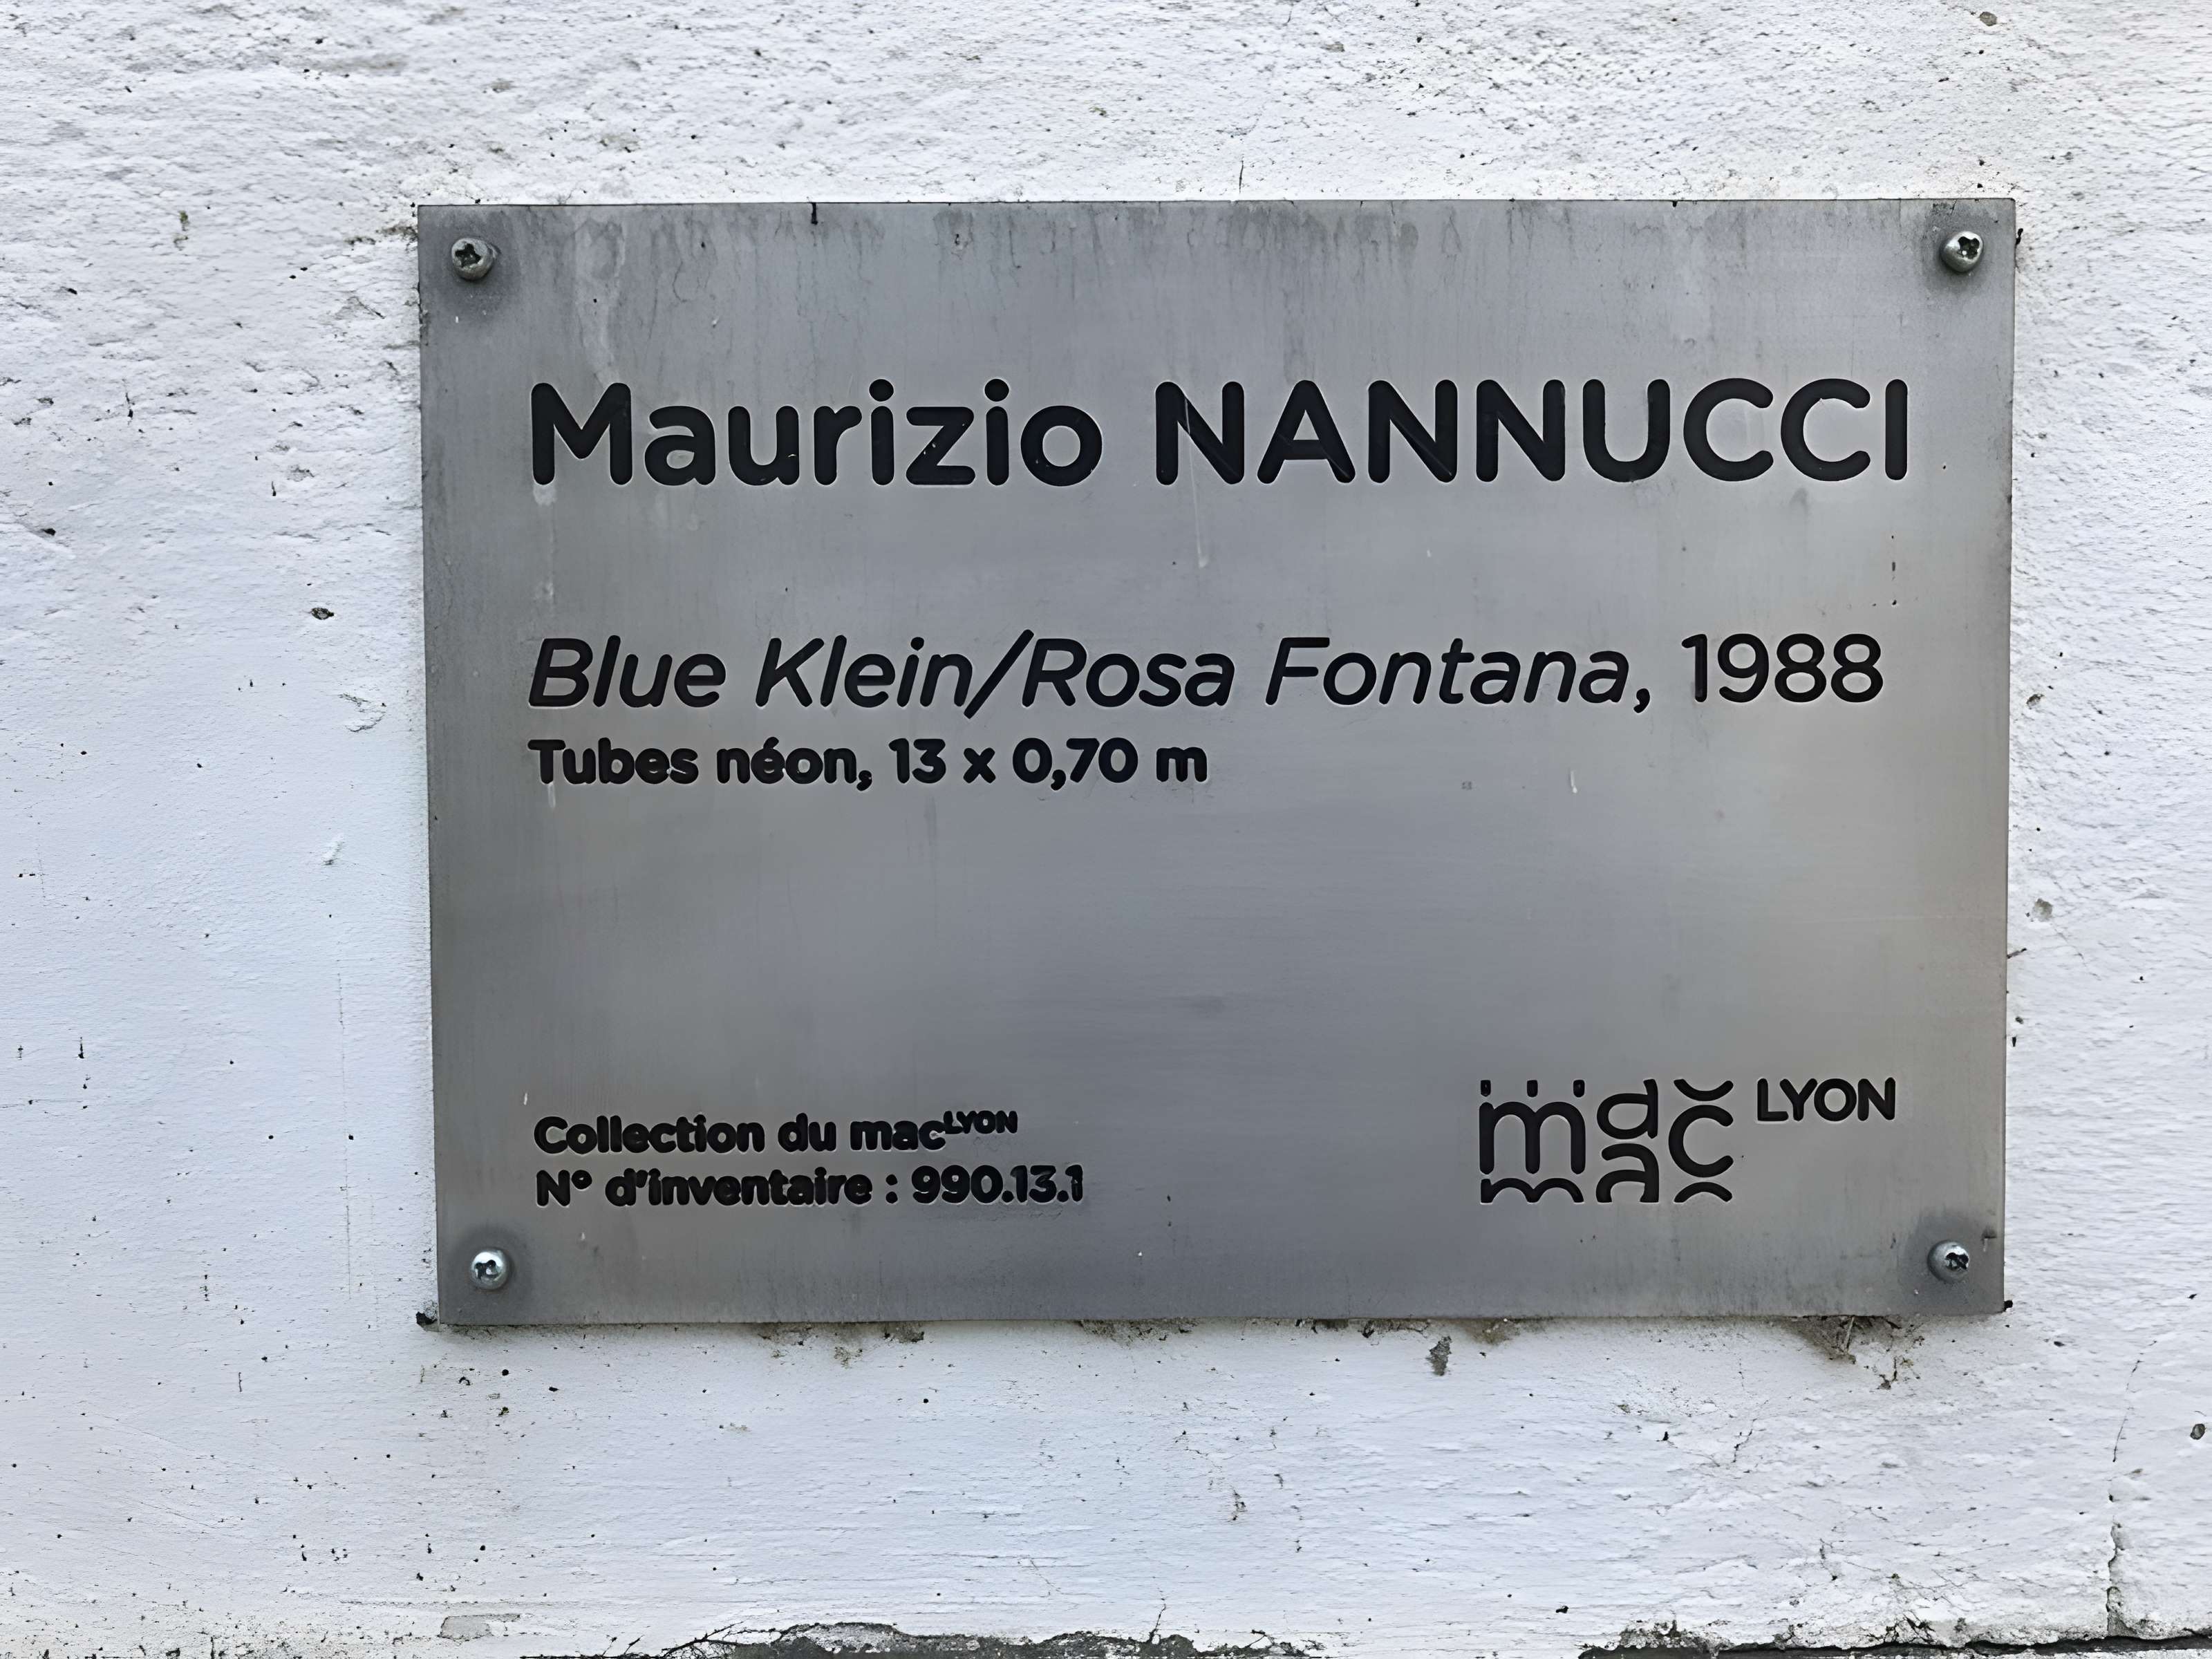 Maurizio NANNUCCI
Blue Klein/Rosa Fontana, 1988
Tubes néon, 13 x 0,70 m
Collection du macLYON
N° d'inventaire : 990.13.1
mac LYON